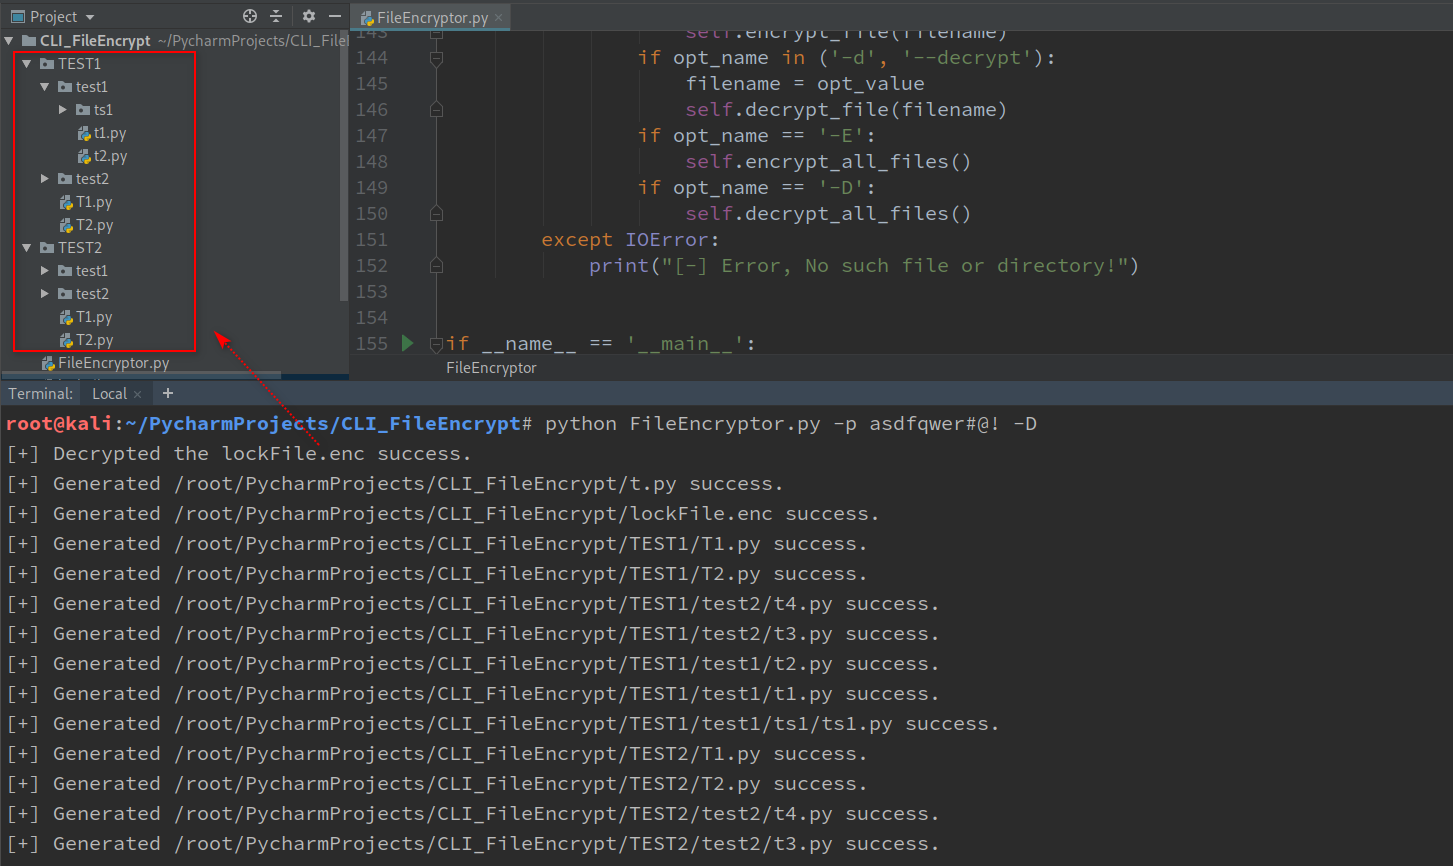 Project
CLI_FileEncrypt ~/PycharmProjects/CLI_File
TEST1
test1
ts1
t1.py
t2.py
test2
T1.py
T2.py
TEST2
test1
test2
T1.py
T2.py
FileEncryptor.py
FileEncryptor.py ×
143 self.encrypt_file(filename)
144 if opt_name in ('-d', '--decrypt'):
145 filename = opt_value
146 self.decrypt_file(filename)
147 if opt_name == '-E':
148 self.encrypt_all_files()
149 if opt_name == '-D':
150 self.decrypt_all_files()
151 except IOError:
152 print("[-] Error, No such file or directory!")
153
154
155 if __name__ == '__main__':
FileEncryptor
Terminal: Local × +
root@kali:~/PycharmProjects/CLI_FileEncrypt# python FileEncryptor.py -p asdfqwer#@! -D
[+] Decrypted the lockFile.enc success.
[+] Generated /root/PycharmProjects/CLI_FileEncrypt/t.py success.
[+] Generated /root/PycharmProjects/CLI_FileEncrypt/lockFile.enc success.
[+] Generated /root/PycharmProjects/CLI_FileEncrypt/TEST1/T1.py success.
[+] Generated /root/PycharmProjects/CLI_FileEncrypt/TEST1/T2.py success.
[+] Generated /root/PycharmProjects/CLI_FileEncrypt/TEST1/test2/t4.py success.
[+] Generated /root/PycharmProjects/CLI_FileEncrypt/TEST1/test2/t3.py success.
[+] Generated /root/PycharmProjects/CLI_FileEncrypt/TEST1/test1/t2.py success.
[+] Generated /root/PycharmProjects/CLI_FileEncrypt/TEST1/test1/t1.py success.
[+] Generated /root/PycharmProjects/CLI_FileEncrypt/TEST1/test1/ts1/ts1.py success.
[+] Generated /root/PycharmProjects/CLI_FileEncrypt/TEST2/T1.py success.
[+] Generated /root/PycharmProjects/CLI_FileEncrypt/TEST2/T2.py success.
[+] Generated /root/PycharmProjects/CLI_FileEncrypt/TEST2/test2/t4.py success.
[+] Generated /root/PycharmProjects/CLI_FileEncrypt/TEST2/test2/t3.py success.